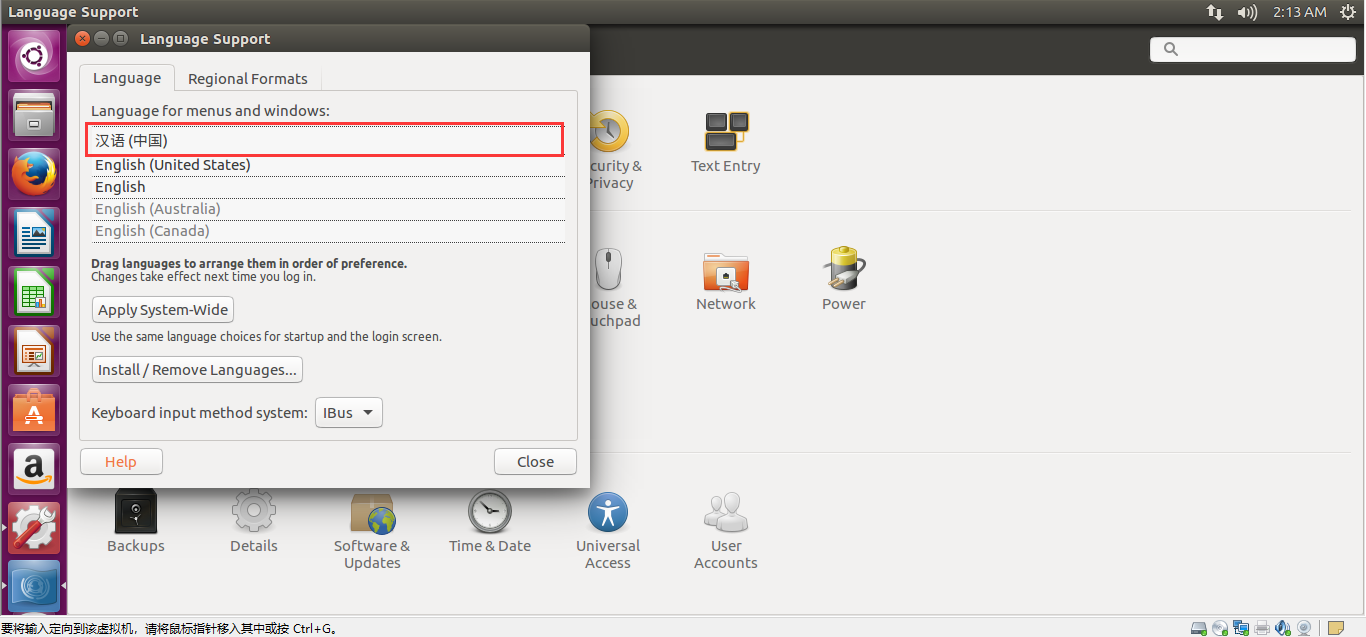 Language Support
2:13 AM
Language Support
Language
Regional Formats
Language for menus and windows:
汉语 (中国)
English (United States)
English
English (Australia)
English (Canada)
Drag languages to arrange them in order of preference.
Changes take effect next time you log in.
Apply System-Wide
Use the same language choices for startup and the login screen.
Install / Remove Languages...
Keyboard input method system:
IBus
Help
Close
curity &
Privacy
Text Entry
ouse &
uchpad
Network
Power
Backups
Details
Software &
Updates
Time & Date
Universal
Access
User
Accounts
要将输入定向到该虚拟机，请将鼠标指针移入其中或按 Ctrl+G。